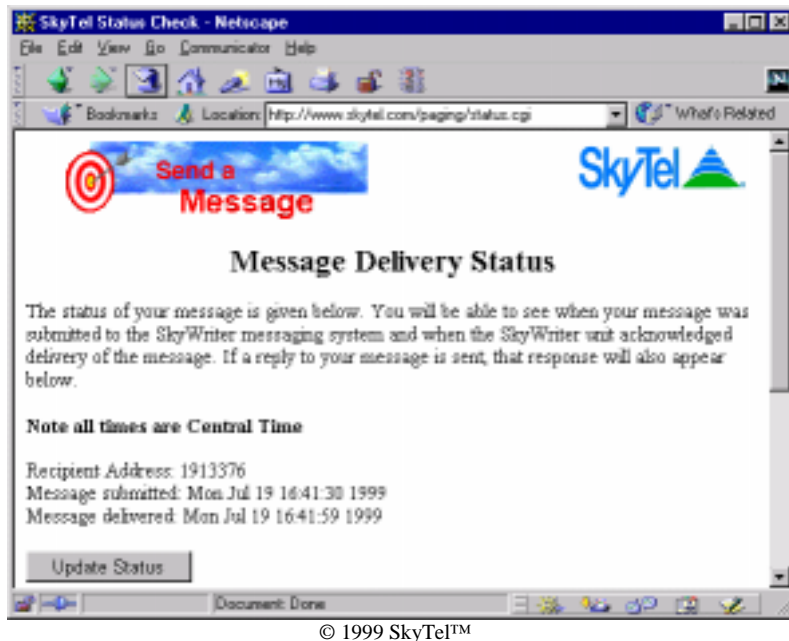 SkyTel Status Check - Netscape
File Edit View Go Communicator Help
Bookmarks Location: http://www.skytel.com/paging/status.cgi What's Related
Send a
Message
SkyTel
Message Delivery Status
The status of your message is given below. You will be able to see when your message was
submitted to the SkyWriter messaging system and when the SkyWriter unit acknowledged
delivery of the message. If a reply to your message is sent, that response will also appear
below.
Note all times are Central Time
Recipient Address: 1913376
Message submitted: Mon Jul 19 16:41:30 1999
Message delivered: Mon Jul 19 16:41:59 1999
Update Status
Document: Done
© 1999 SkyTel™